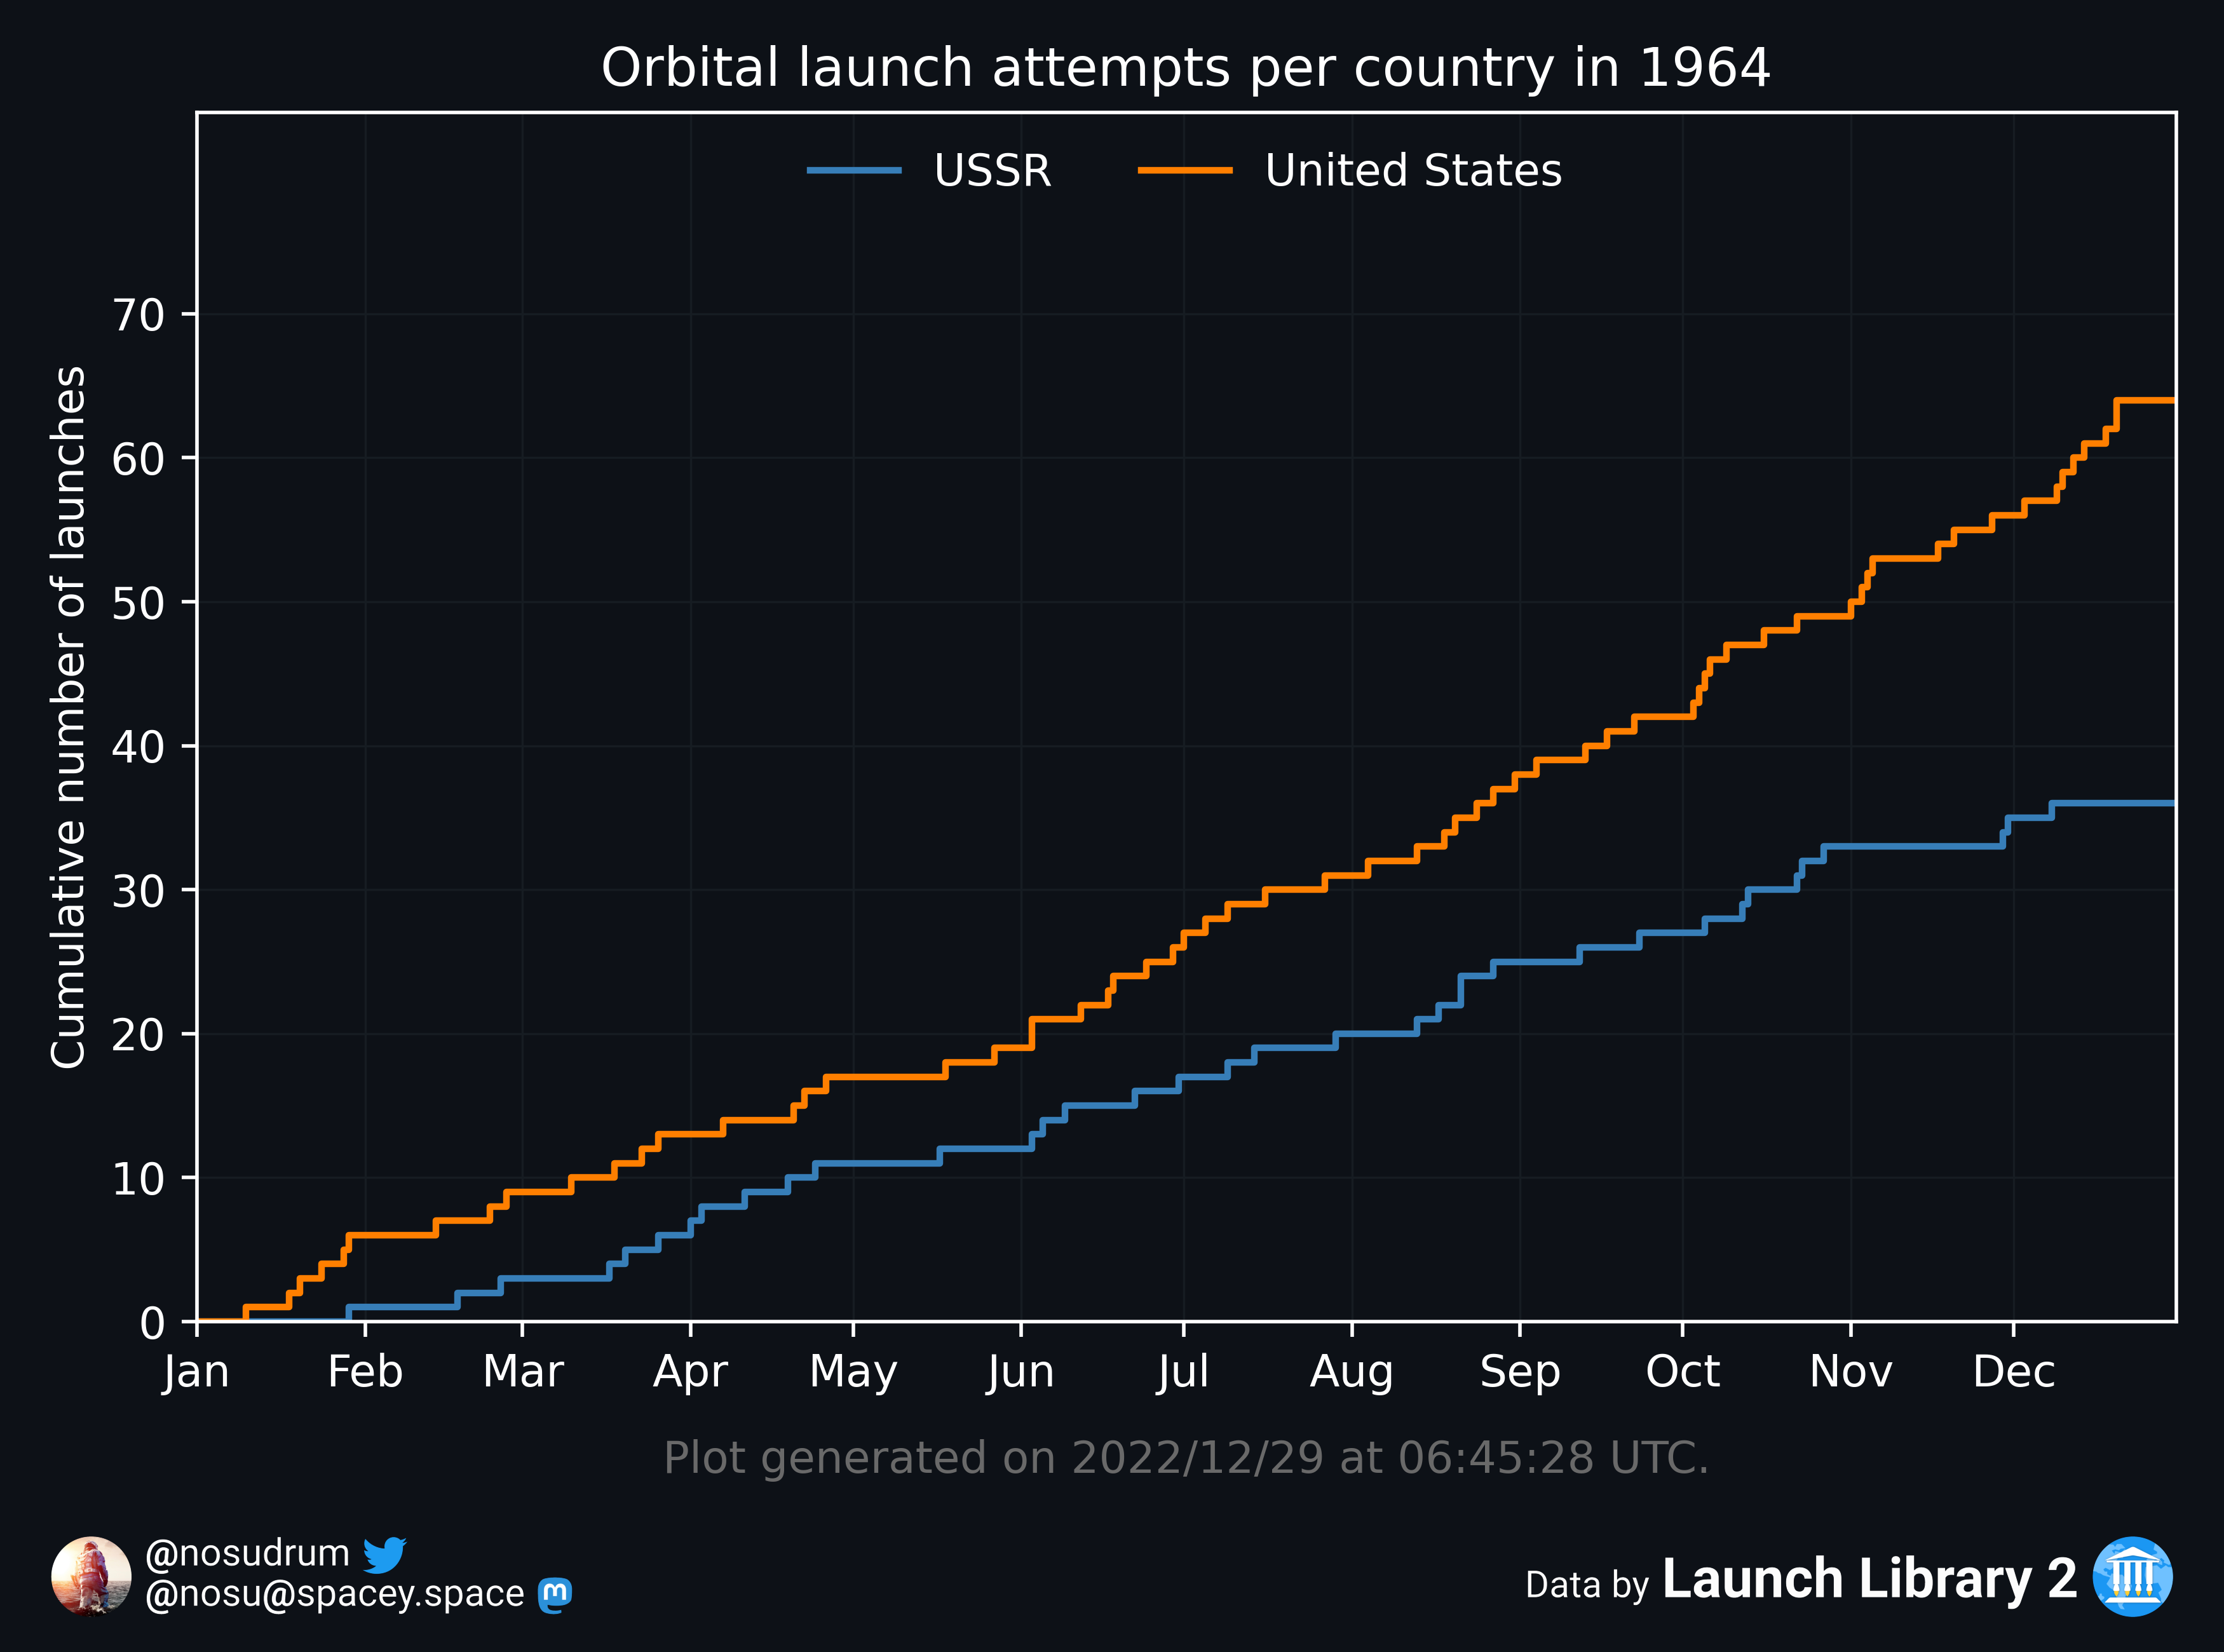 Orbital launch attempts per country in 1964
USSR United States
Cumulative number of launches
70
60
50
40
30
20
10
0
Jan Feb Mar Apr May Jun Jul Aug Sep Oct Nov Dec
Plot generated on 2022/12/29 at 06:45:28 UTC.
@nosudrum
@nosu@spacey.space
Data by Launch Library 2